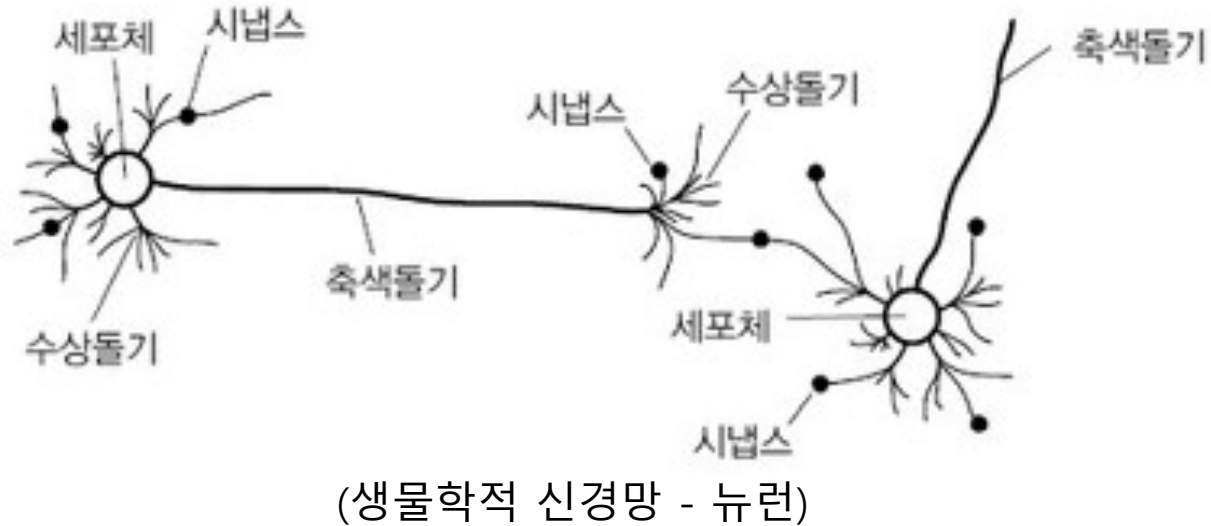 세포체
시냅스
축색돌기
시냅스
수상돌기
축색돌기
세포체
수상돌기
시냅스
(생물학적 신경망 - 뉴런)